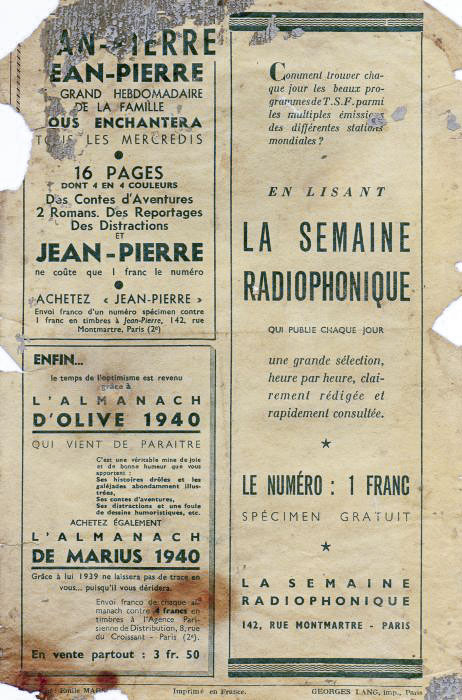 AN-PIERRE
EAN-PIERRE
GRAND HEBDOMADAIRE
DE LA FAMILLE
OUS ENCHANTERA
TOUS LES MERCREDIS
16 PAGES
DONT 4 EN 4 COULEURS
Des Contes d'Aventures
2 Romans. Des Reportages
Des Distractions
ET
JEAN-PIERRE
ne coûte que 1 franc le numéro
ACHETEZ « JEAN-PIERRE »
Envoi franco d'un numéro spécimen contre
1 franc en timbres à Jean-Pierre, 142, rue
Montmartre, Paris (2e)
ENFIN...
le temps de l'optimisme est revenu
grâce à
L'ALMANACH
D'OLIVE 1940
QUI VIENT DE PARAITRE
C'est une véritable mine de joie
et de bonne humeur que vous
apportent :
Ses histoires drôles et les
galéjades abondamment illus-
trées,
Ses contes d'aventures,
Ses distractions et une foule
de dessins humoristiques, etc.
ACHETEZ ÉGALEMENT
L'ALMANACH
DE MARIUS 1940
Grâce à lui 1939 ne laissera pas de trace en
vous... puisqu'il vous déridera.
Envoi franco de chaque al-
manach contre 4 francs en
timbres à l'Agence Pari-
sienne de Distribution, 8, rue
du Croissant - Paris (2e).
En vente partout : 3 fr. 50
Comment trouver cha-
que jour les beaux pro-
grammes de T.S.F. parmi
les multiples émissions
des différentes stations
mondiales ?
EN LISANT
LA SEMAINE
RADIOPHONIQUE
QUI PUBLIE CHAQUE JOUR
une grande sélection,
heure par heure, clai-
rement rédigée et
rapidement consultée.
LE NUMÉRO : 1 FRANC
SPÉCIMEN GRATUIT
LA SEMAINE
RADIOPHONIQUE
142, RUE MONTMARTRE - PARIS
: Emile
Imprimé en France.
GEORGES LANG, imp., Paris